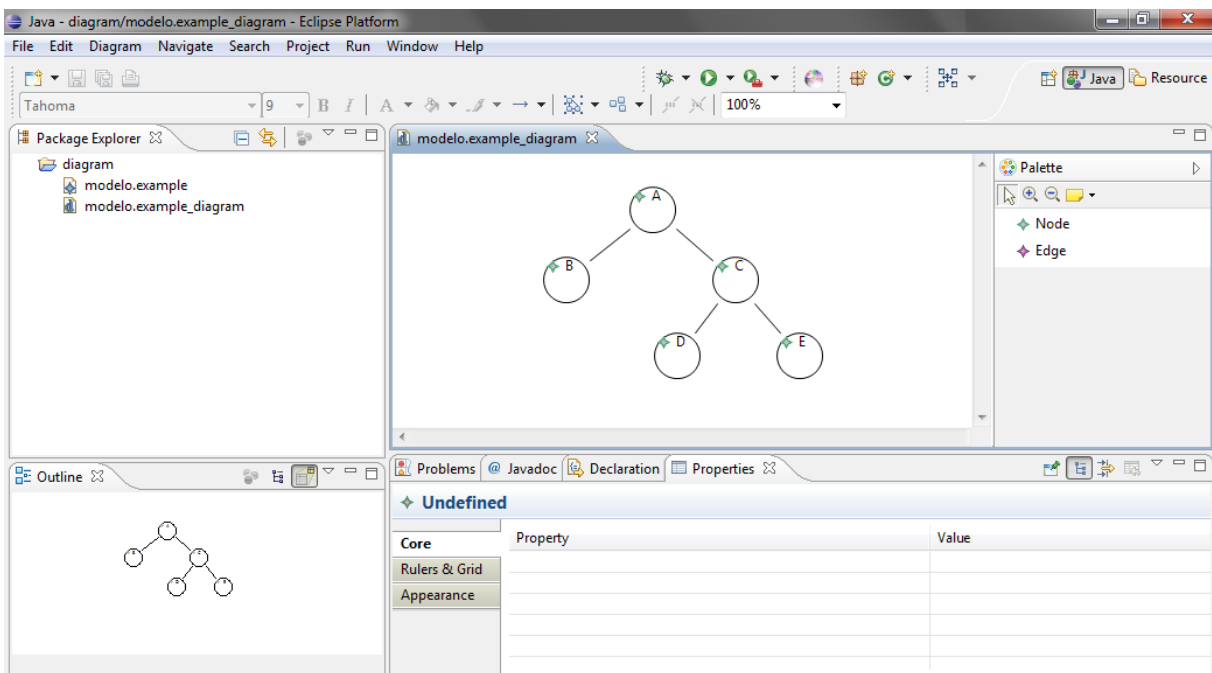 Java - diagram/modelo.example_diagram - Eclipse Platform
File Edit Diagram Navigate Search Project Run Window Help
Java Resource
Tahoma 9 B I A 100%
Package Explorer
diagram
modelo.example
modelo.example_diagram
modelo.example_diagram
A
B C
D E
Palette
Node
Edge
Outline
Problems @ Javadoc Declaration Properties
Undefined
Core
Rulers & Grid
Appearance
Property Value